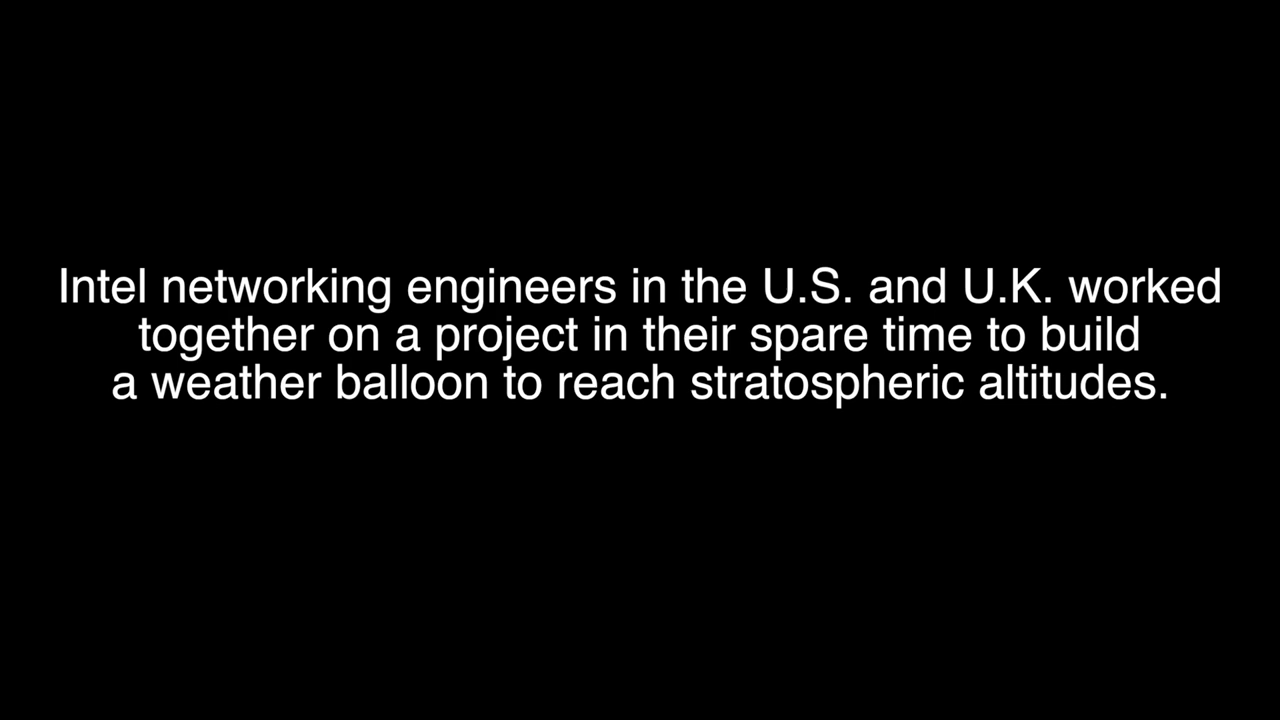 Intel networking engineers in the U.S. and U.K. worked
together on a project in their spare time to build
a weather balloon to reach stratospheric altitudes.